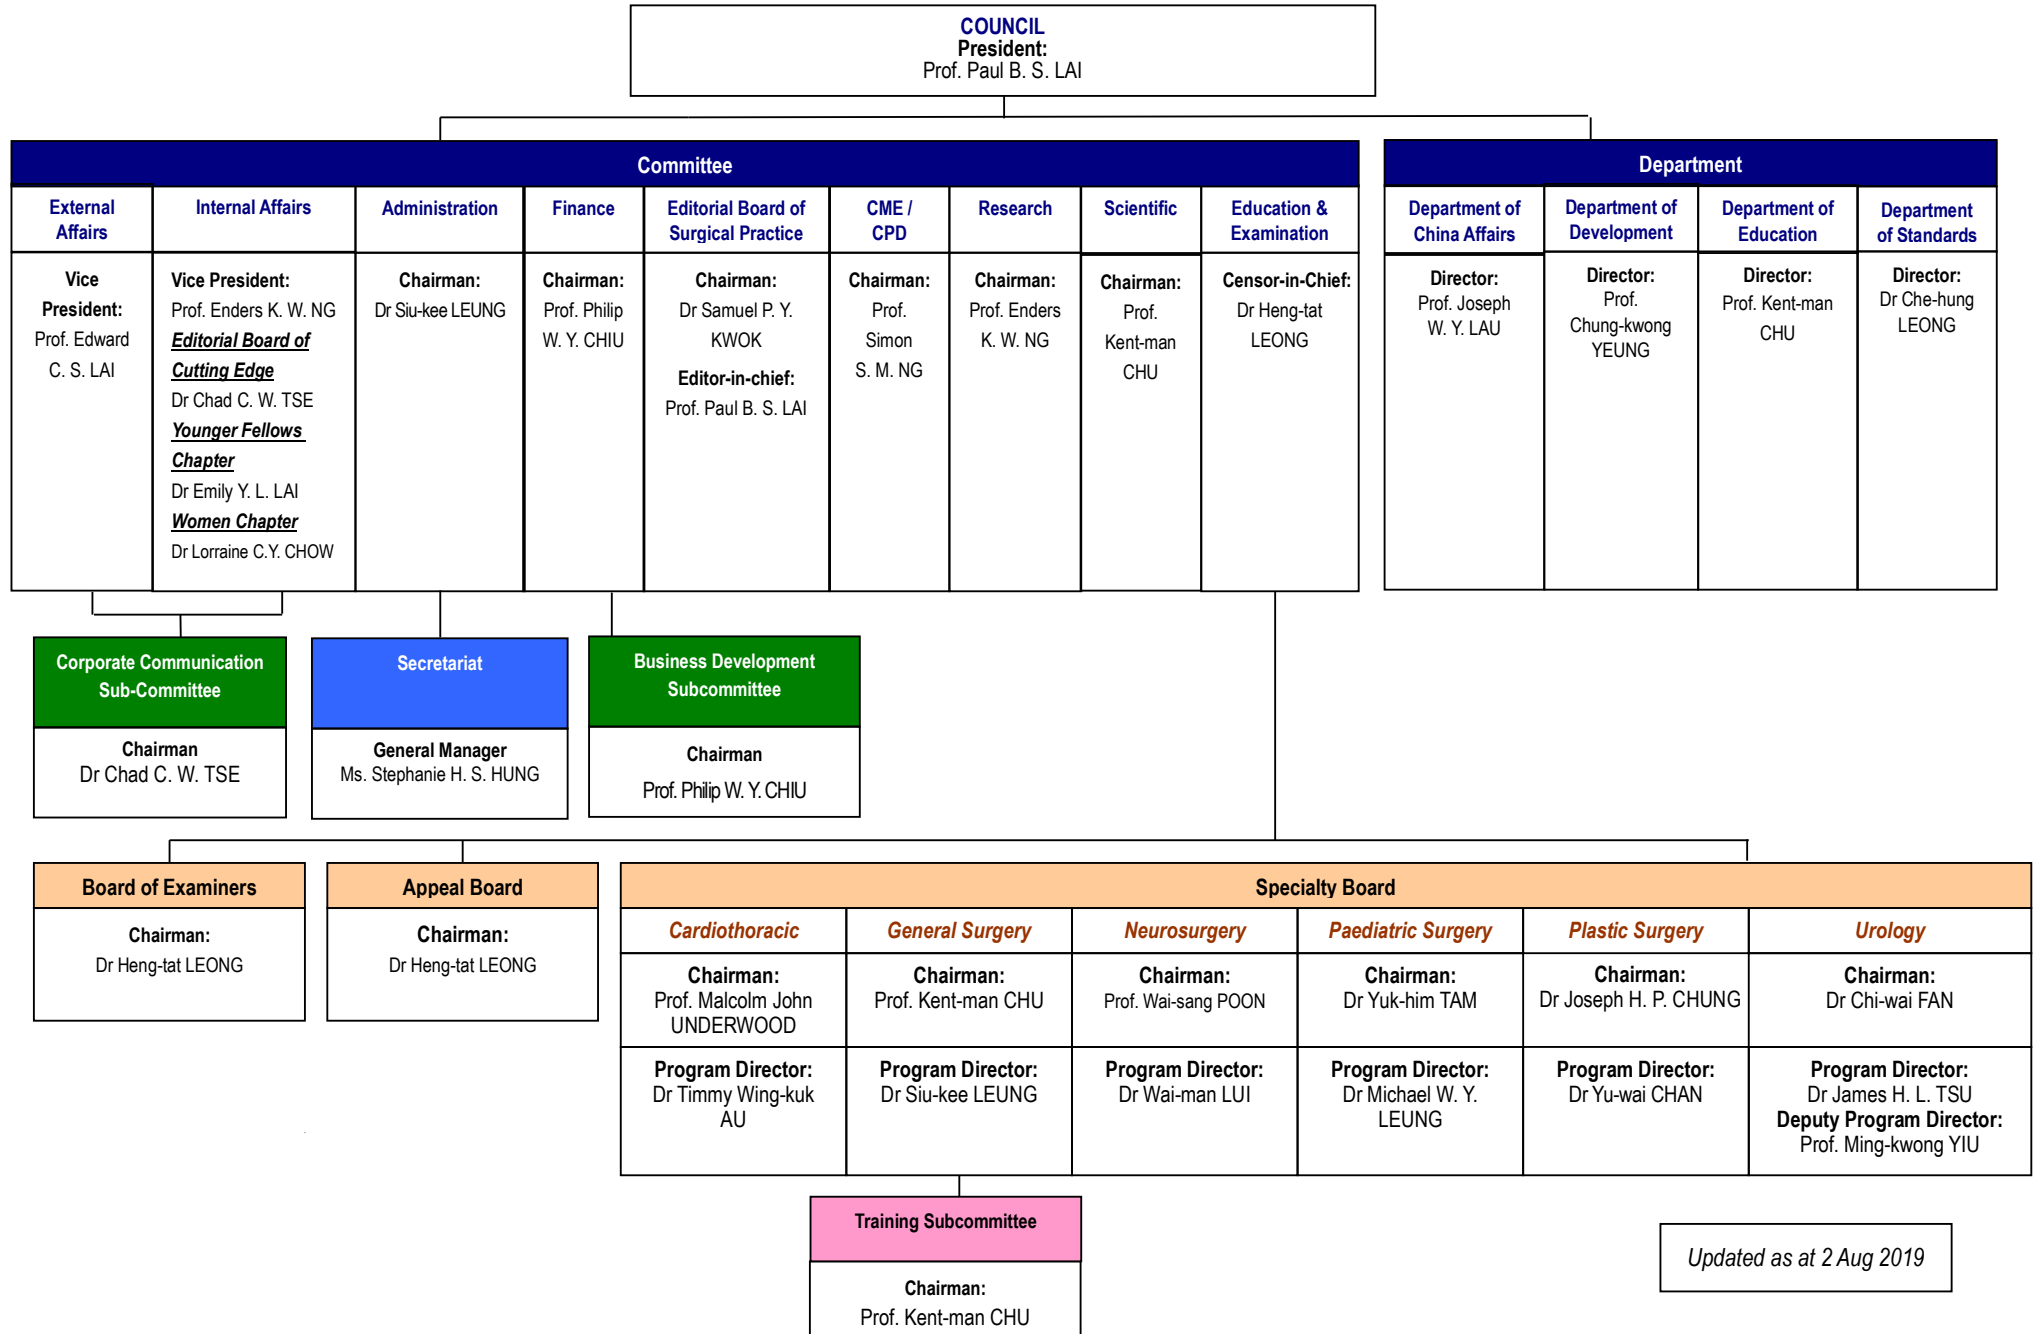 COUNCIL
President:
Prof. Paul B. S. LAI
Committee
External
Affairs
Vice
President:
Prof. Edward
C. S. LAI
Internal Affairs
Vice President:
Prof. Enders K. W. NG
Editorial Board of
Cutting Edge
Dr Chad C. W. TSE
Younger Fellows
Chapter
Dr Emily Y. L. LAI
Women Chapter
Dr Lorraine C.Y. CHOW
Administration
Chairman:
Dr Siu-kee LEUNG
Finance
Chairman:
Prof. Philip
W. Y. CHIU
Editorial Board of
Surgical Practice
Chairman:
Dr Samuel P. Y.
KWOK
Editor-in-chief:
Prof. Paul B. S. LAI
CME /
CPD
Chairman:
Prof.
Simon
S. M. NG
Research
Chairman:
Prof. Enders
K. W. NG
Scientific
Chairman:
Prof.
Kent-man
CHU
Education &
Examination
Censor-in-Chief:
Dr Heng-tat
LEONG
Department
Department of
China Affairs
Director:
Prof. Joseph
W. Y. LAU
Department of
Development
Director:
Prof.
Chung-kwong
YEUNG
Department of
Education
Director:
Prof. Kent-man
CHU
Department
of Standards
Director:
Dr Che-hung
LEONG
Corporate Communication
Sub-Committee
Chairman
Dr Chad C. W. TSE
Secretariat
General Manager
Ms. Stephanie H. S. HUNG
Business Development
Subcommittee
Chairman
Prof. Philip W. Y. CHIU
Board of Examiners
Chairman:
Dr Heng-tat LEONG
Appeal Board
Chairman:
Dr Heng-tat LEONG
Specialty Board
Cardiothoracic
Chairman:
Prof. Malcolm John
UNDERWOOD
Program Director:
Dr Timmy Wing-kuk
AU
General Surgery
Chairman:
Prof. Kent-man CHU
Program Director:
Dr Siu-kee LEUNG
Neurosurgery
Chairman:
Prof. Wai-sang POON
Program Director:
Dr Wai-man LUI
Paediatric Surgery
Chairman:
Dr Yuk-him TAM
Program Director:
Dr Michael W. Y.
LEUNG
Plastic Surgery
Chairman:
Dr Joseph H. P. CHUNG
Program Director:
Dr Yu-wai CHAN
Urology
Chairman:
Dr Chi-wai FAN
Program Director:
Dr James H. L. TSU
Deputy Program Director:
Prof. Ming-kwong YIU
Training Subcommittee
Chairman:
Prof. Kent-man CHU
Updated as at 2 Aug 2019